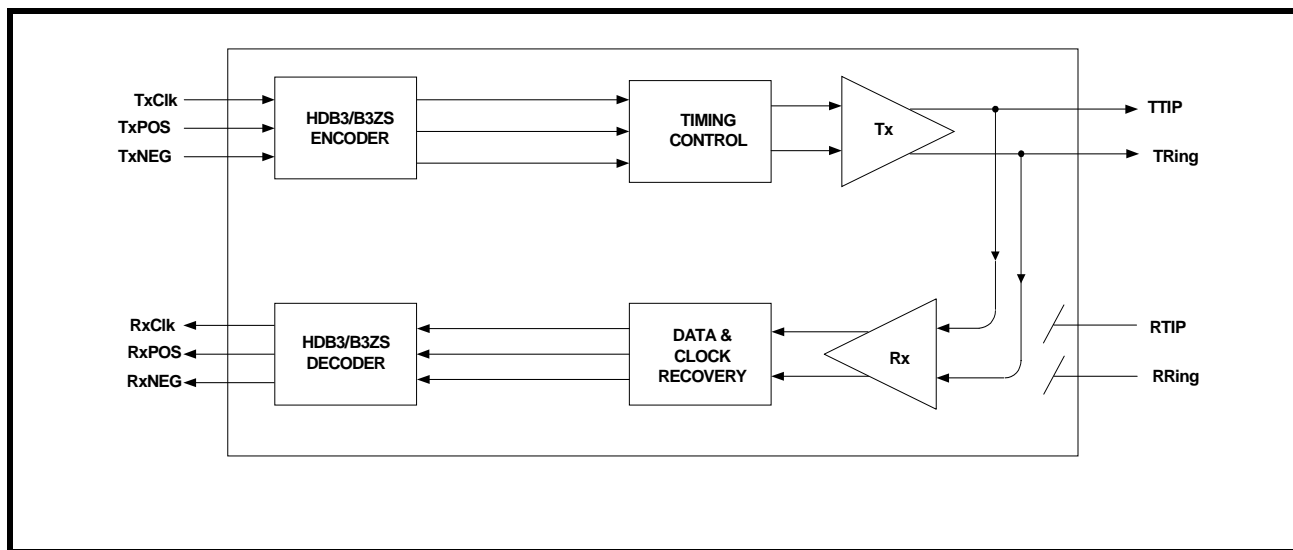 TxClk
TxPOS
TxNEG
HDB3/B3ZS
ENCODER
TIMING
CONTROL
Tx
TTIP
TRing
RxClk
RxPOS
RxNEG
HDB3/B3ZS
DECODER
DATA &
CLOCK
RECOVERY
Rx
RTIP
RRing